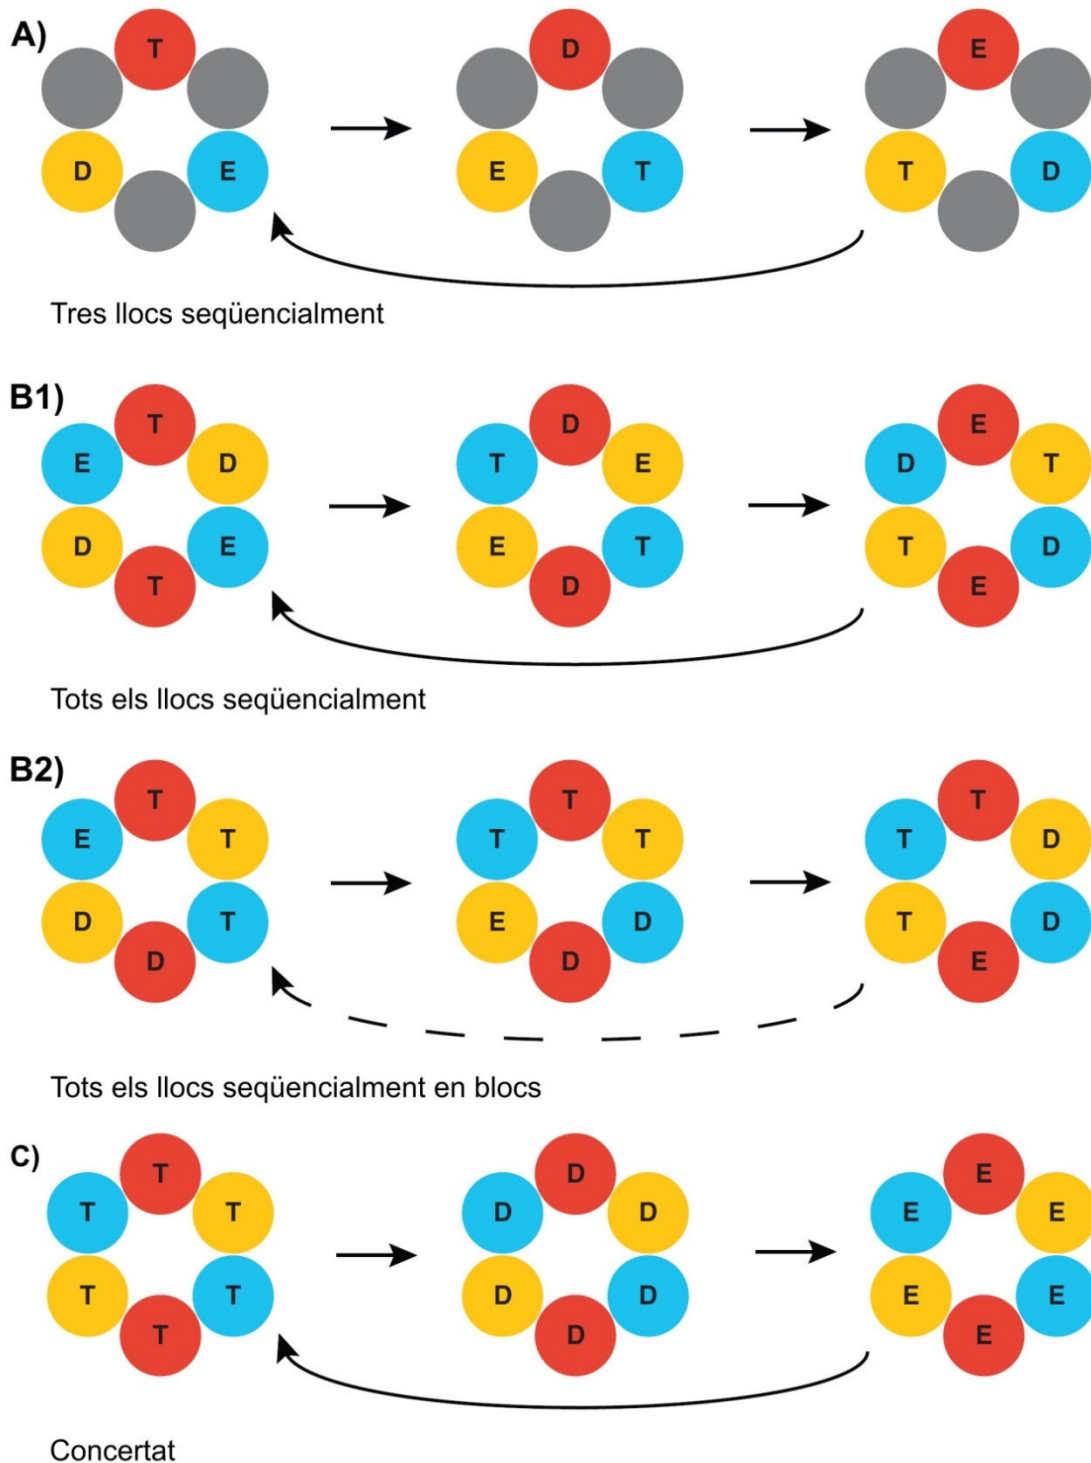 A)
T D E
D E E T T D
Tres llocs seqüencialment
B1)
T D E
E D T E D T
D E E T T D
T D E
Tots els llocs seqüencialment
B2)
T T T
E T T T T D
D T E D T D
D D E
Tots els llocs seqüencialment en blocs
C)
T D E
T T D D E E
T T D D E E
T D E
Concertat